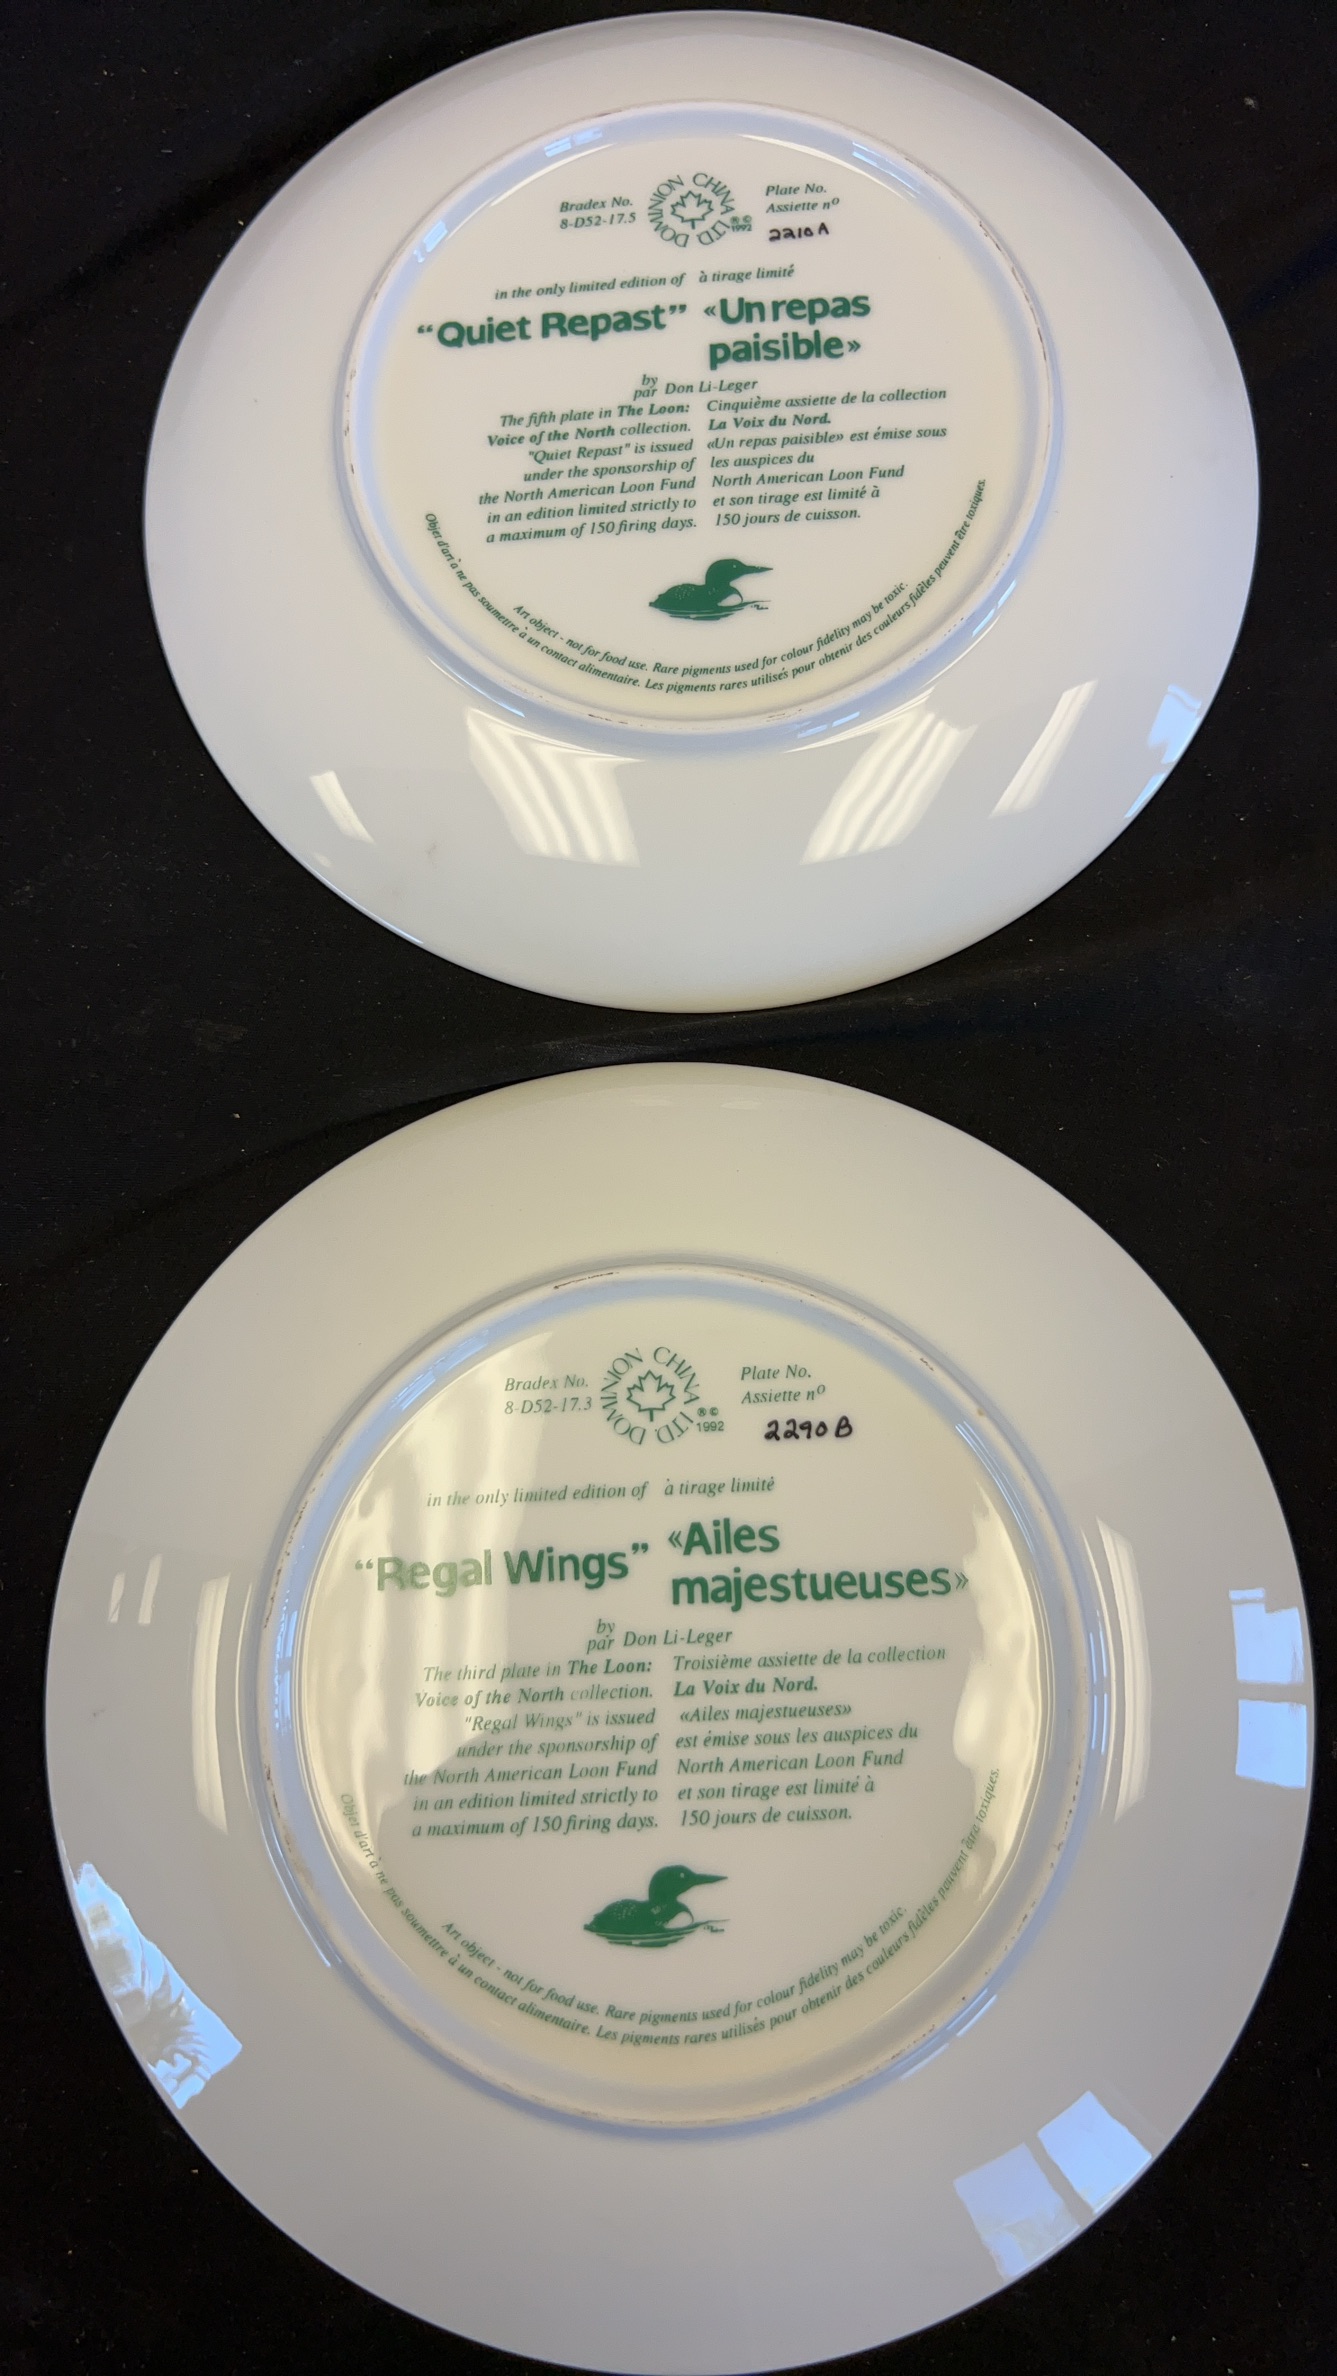 Bradex No.
8-D52-17.5
DOMINION CHINA LTD. ®© 1992
Plate No.
Assiette nº
2210A
in the only limited edition of à tirage limité
“Quiet Repast” «Un repas
paisible»
by
par Don Li-Leger
The fifth plate in The Loon: Cinquième assiette de la collection
Voice of the North collection. La Voix du Nord.
"Quiet Repast" is issued «Un repas paisible» est émise sous
under the sponsorship of les auspices du
the North American Loon Fund North American Loon Fund
in an edition limited strictly to et son tirage est limité à
a maximum of 150 firing days. 150 jours de cuisson.
Art object - not for food use. Rare pigments used for colour fidelity may be toxic.
Objet d'art à ne pas soumettre à un contact alimentaire. Les pigments rares utilisés pour obtenir des couleurs fidèles peuvent être toxiques.
Bradex No.
8-D52-17.3
DOMINION CHINA LTD. ®© 1992
Plate No.
Assiette nº
2290B
in the only limited edition of à tirage limité
“Regal Wings” «Ailes
majestueuses»
by
par Don Li-Leger
The third plate in The Loon: Troisième assiette de la collection
Voice of the North collection. La Voix du Nord.
"Regal Wings" is issued «Ailes majestueuses»
under the sponsorship of est émise sous les auspices du
the North American Loon Fund North American Loon Fund
in an edition limited strictly to et son tirage est limité à
a maximum of 150 firing days. 150 jours de cuisson.
Art object - not for food use. Rare pigments used for colour fidelity may be toxic.
Objet d'art à ne pas soumettre à un contact alimentaire. Les pigments rares utilisés pour obtenir des couleurs fidèles peuvent être toxiques.